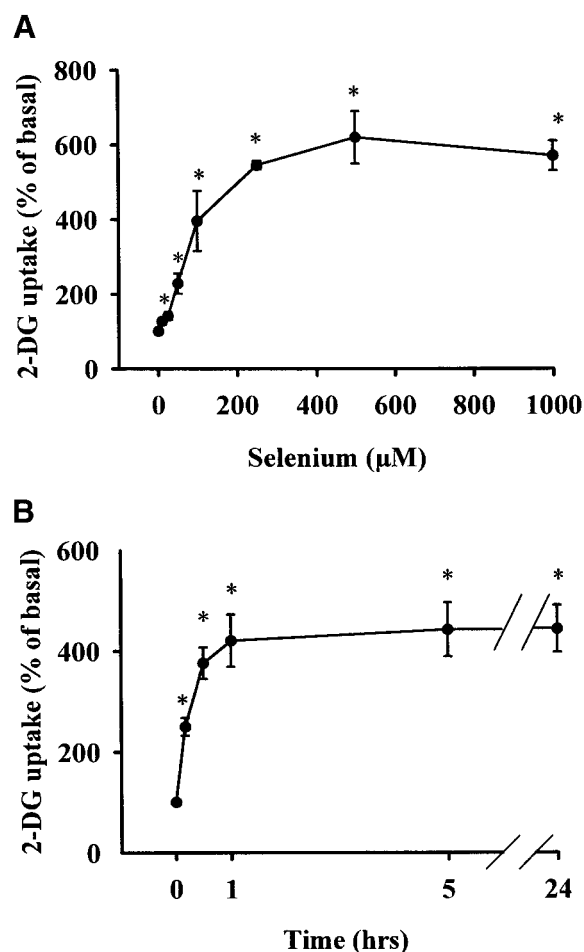 A
800
600
400
200
0
2-DG uptake (% of basal)
* * * * * *
0 200 400 600 800 1000
Selenium (µM)
B
600
400
200
0
2-DG uptake (% of basal)
* * * * *
0 1 5 24
Time (hrs)